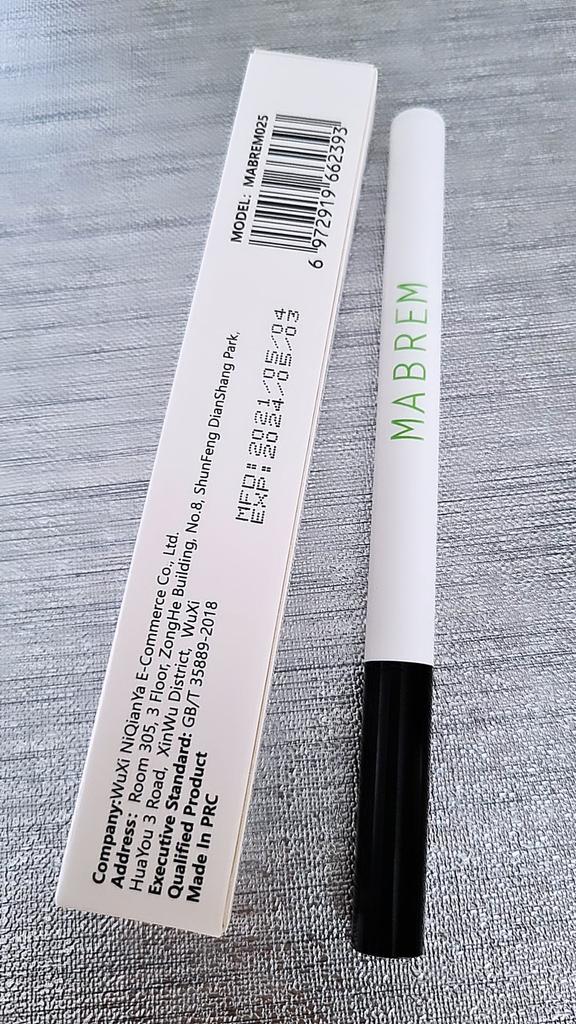 MODEL: MABREM025
6 972919 662393
MFD:2021/05/04
EXP:2024/05/03
Company:WuXi NiQianYa E-Commerce Co., Ltd.
Address: Room 305, 3 Floor, ZongHe Building, No.8, ShunFeng DianShang Park,
HuaYou 3 Road, XinWu District, WuXi
Executive Standard: GB/T 35889-2018
Qualified Product
Made In PRC
MABREM